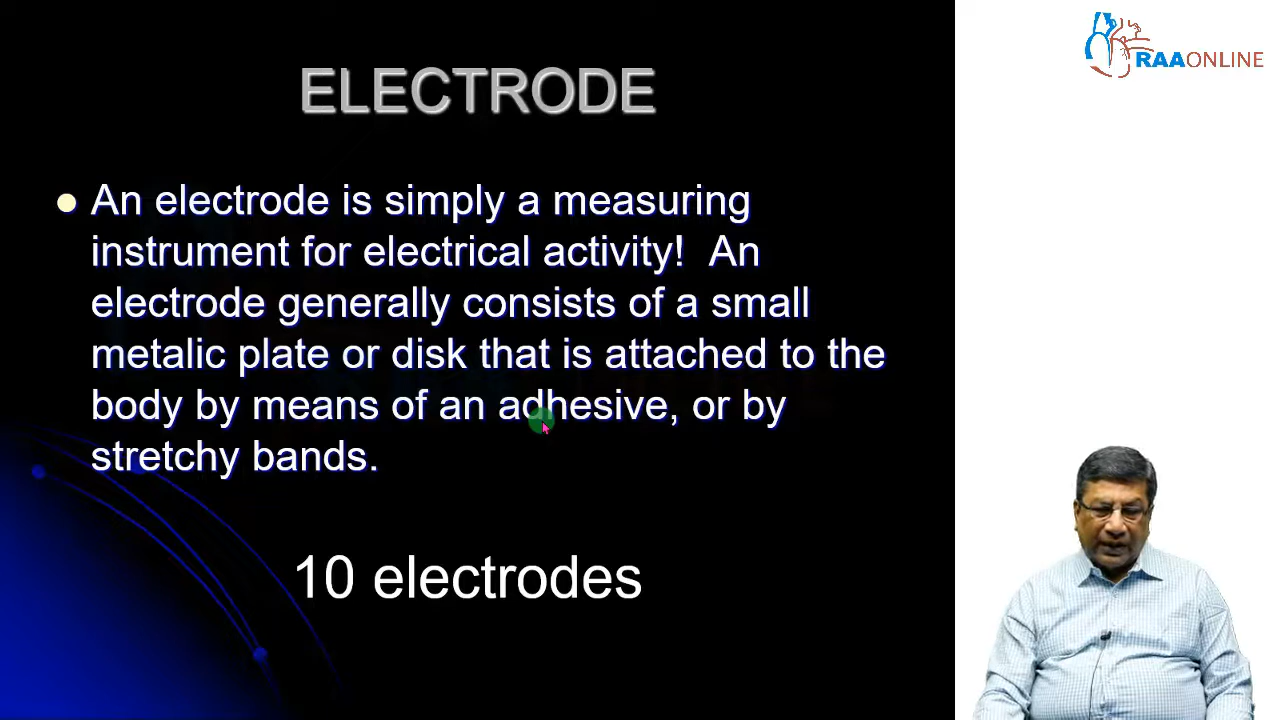 RAAONLINE
ELECTRODE
An electrode is simply a measuring
instrument for electrical activity! An
electrode generally consists of a small
metalic plate or disk that is attached to the
body by means of an adhesive, or by
stretchy bands.
10 electrodes